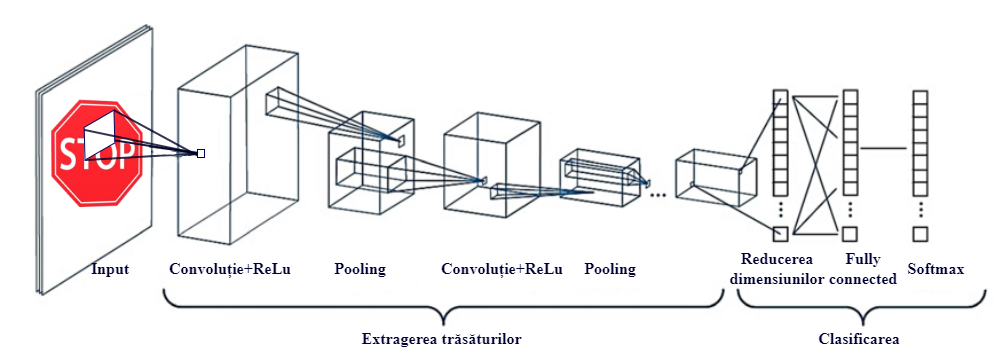 STOP
Input
Convoluție+ReLu
Pooling
Convoluție+ReLu
Pooling
...
Reducerea
dimensiunilor
Fully
connected
Softmax
Extragerea trăsăturilor
Clasificarea